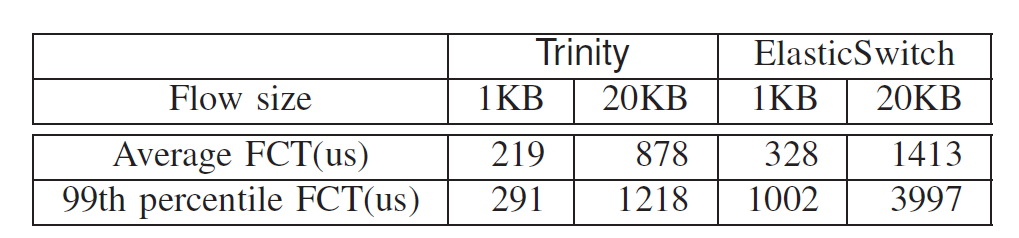 Trinity ElasticSwitch
Flow size 1KB 20KB 1KB 20KB
Average FCT(us) 219 878 328 1413
99th percentile FCT(us) 291 1218 1002 3997